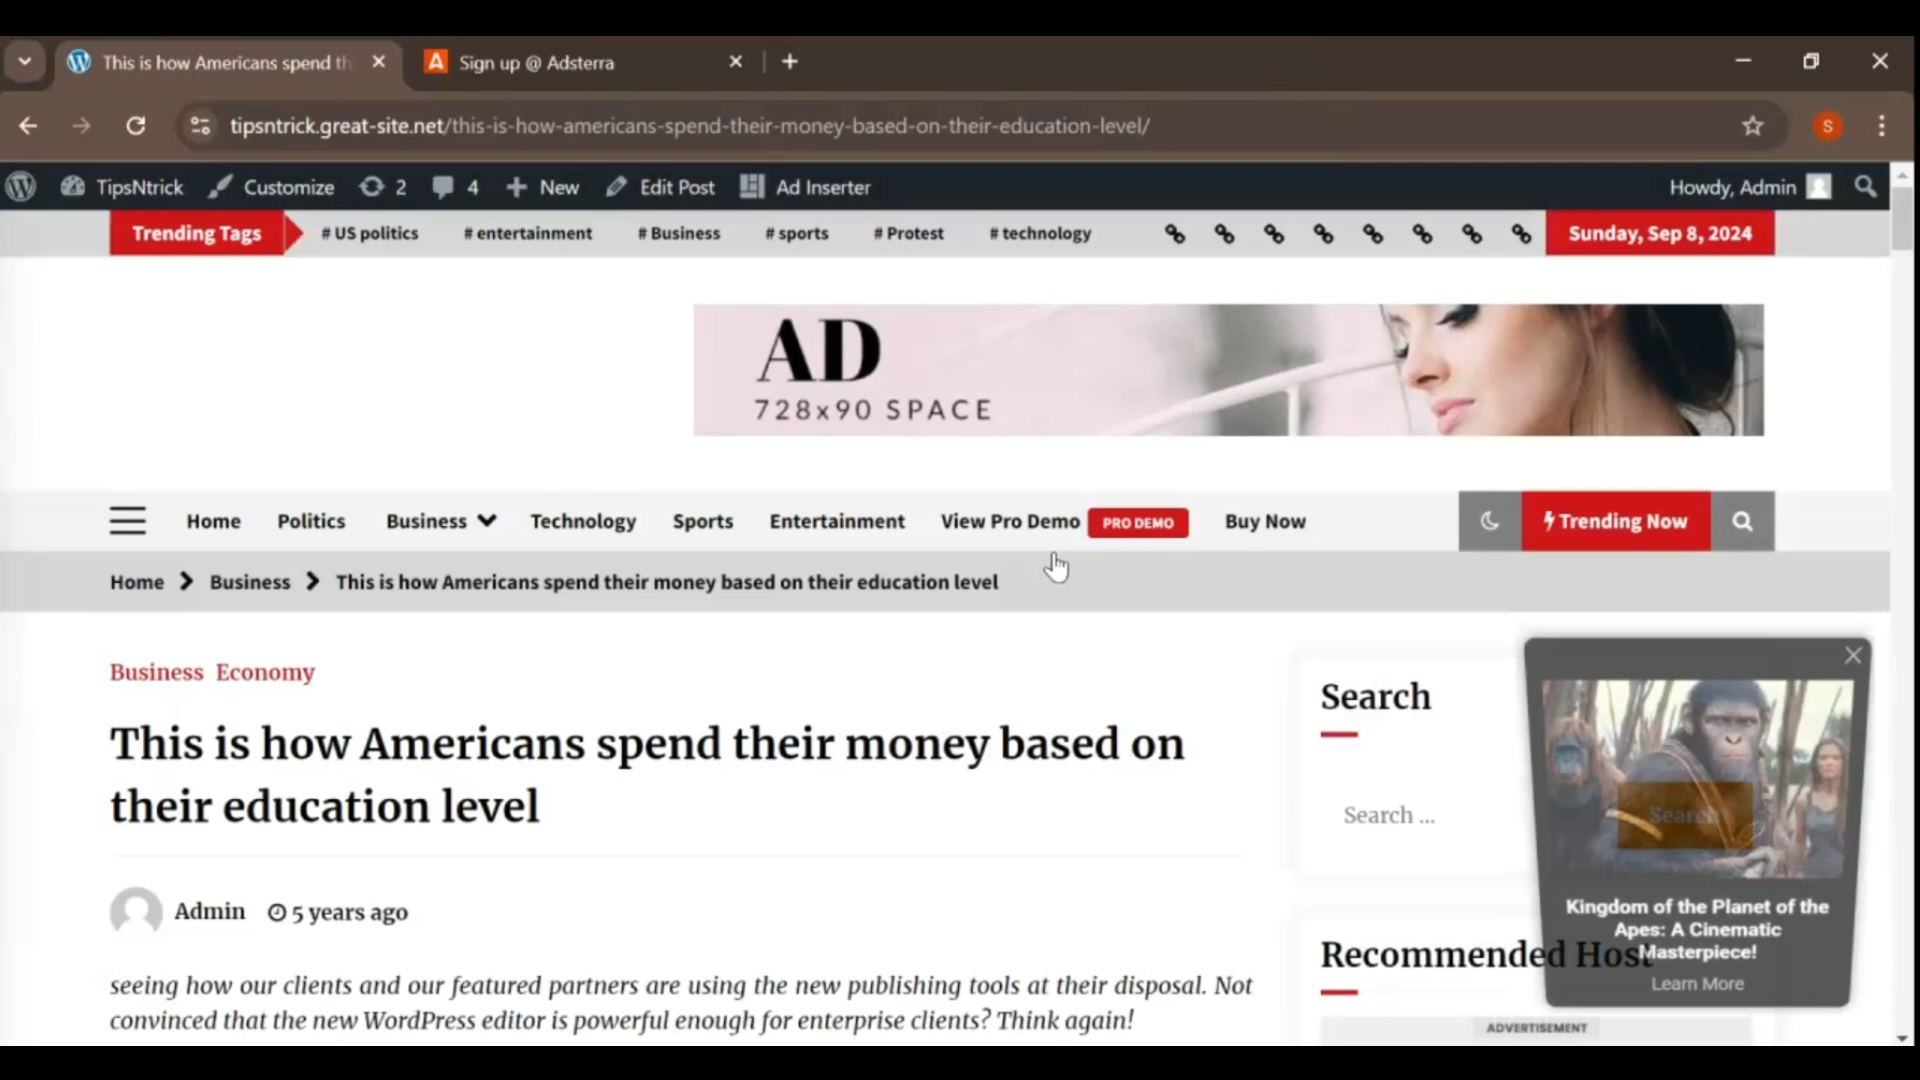 This is how Americans spend th
Sign up @ Adsterra
tipsntrick.great-site.net/this-is-how-americans-spend-their-money-based-on-their-education-level/
S
TipsNtrick
Customize
2
4
New
Edit Post
Ad Inserter
Howdy, Admin
Trending Tags
# US politics
# entertainment
# Business
# sports
# Protest
# technology
Sunday, Sep 8, 2024
AD
728x90 SPACE
Home
Politics
Business
Technology
Sports
Entertainment
View Pro Demo
PRO DEMO
Buy Now
Trending Now
Home
Business
This is how Americans spend their money based on their education level
Business Economy
This is how Americans spend their money based on
their education level
Admin
5 years ago
seeing how our clients and our featured partners are using the new publishing tools at their disposal. Not
convinced that the new WordPress editor is powerful enough for enterprise clients? Think again!
Search
Search ...
Search
Recommended Host
ADVERTISEMENT
Kingdom of the Planet of the
Apes: A Cinematic
Masterpiece!
Learn More